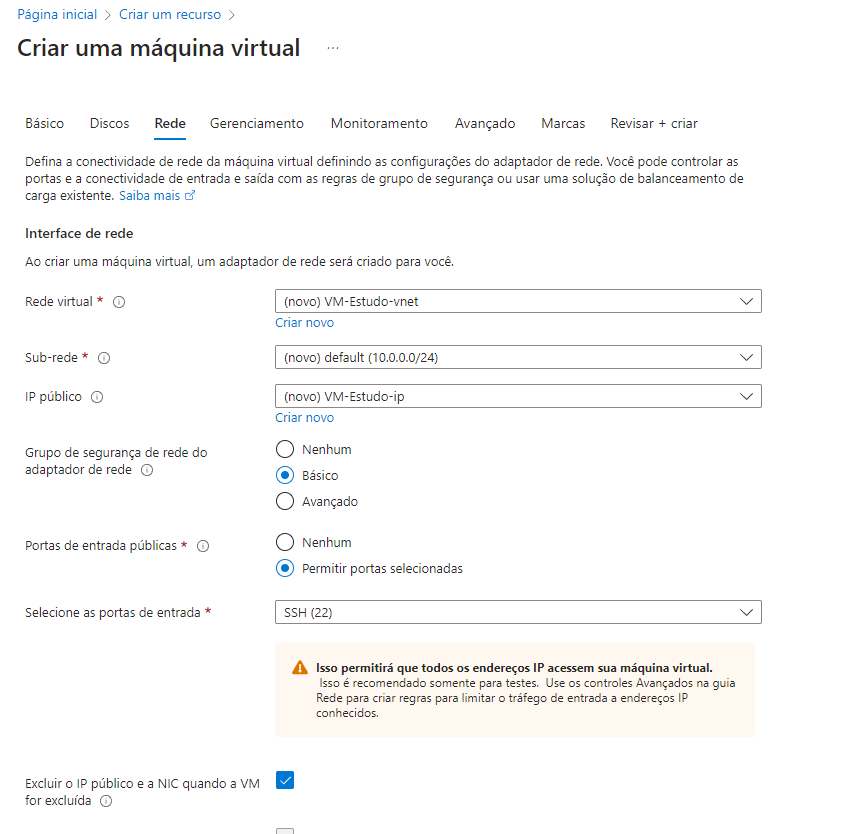 Página inicial > Criar um recurso >
Criar uma máquina virtual ...
Básico Discos Rede Gerenciamento Monitoramento Avançado Marcas Revisar + criar
Defina a conectividade de rede da máquina virtual definindo as configurações do adaptador de rede. Você pode controlar as
portas e a conectividade de entrada e saída com as regras de grupo de segurança ou usar uma solução de balanceamento de
carga existente. Saiba mais
Interface de rede
Ao criar uma máquina virtual, um adaptador de rede será criado para você.
Rede virtual * (novo) VM-Estudo-vnet
Criar novo
Sub-rede * (novo) default (10.0.0.0/24)
IP público (novo) VM-Estudo-ip
Criar novo
Grupo de segurança de rede do
adaptador de rede
Nenhum
Básico
Avançado
Portas de entrada públicas *
Nenhum
Permitir portas selecionadas
Selecione as portas de entrada * SSH (22)
Isso permitirá que todos os endereços IP acessem sua máquina virtual.
Isso é recomendado somente para testes. Use os controles Avançados na guia
Rede para criar regras para limitar o tráfego de entrada a endereços IP
conhecidos.
Excluir o IP público e a NIC quando a VM
for excluída